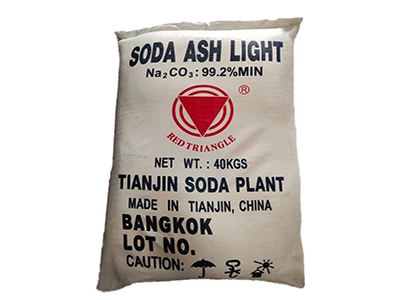 SODA ASH LIGHT
Na₂CO₃: 99.2%MIN
®
RED TRIANGLE
NET WT.: 40KGS
TIANJIN SODA PLANT
MADE IN TIANJIN, CHINA
BANGKOK
LOT NO.
CAUTION: